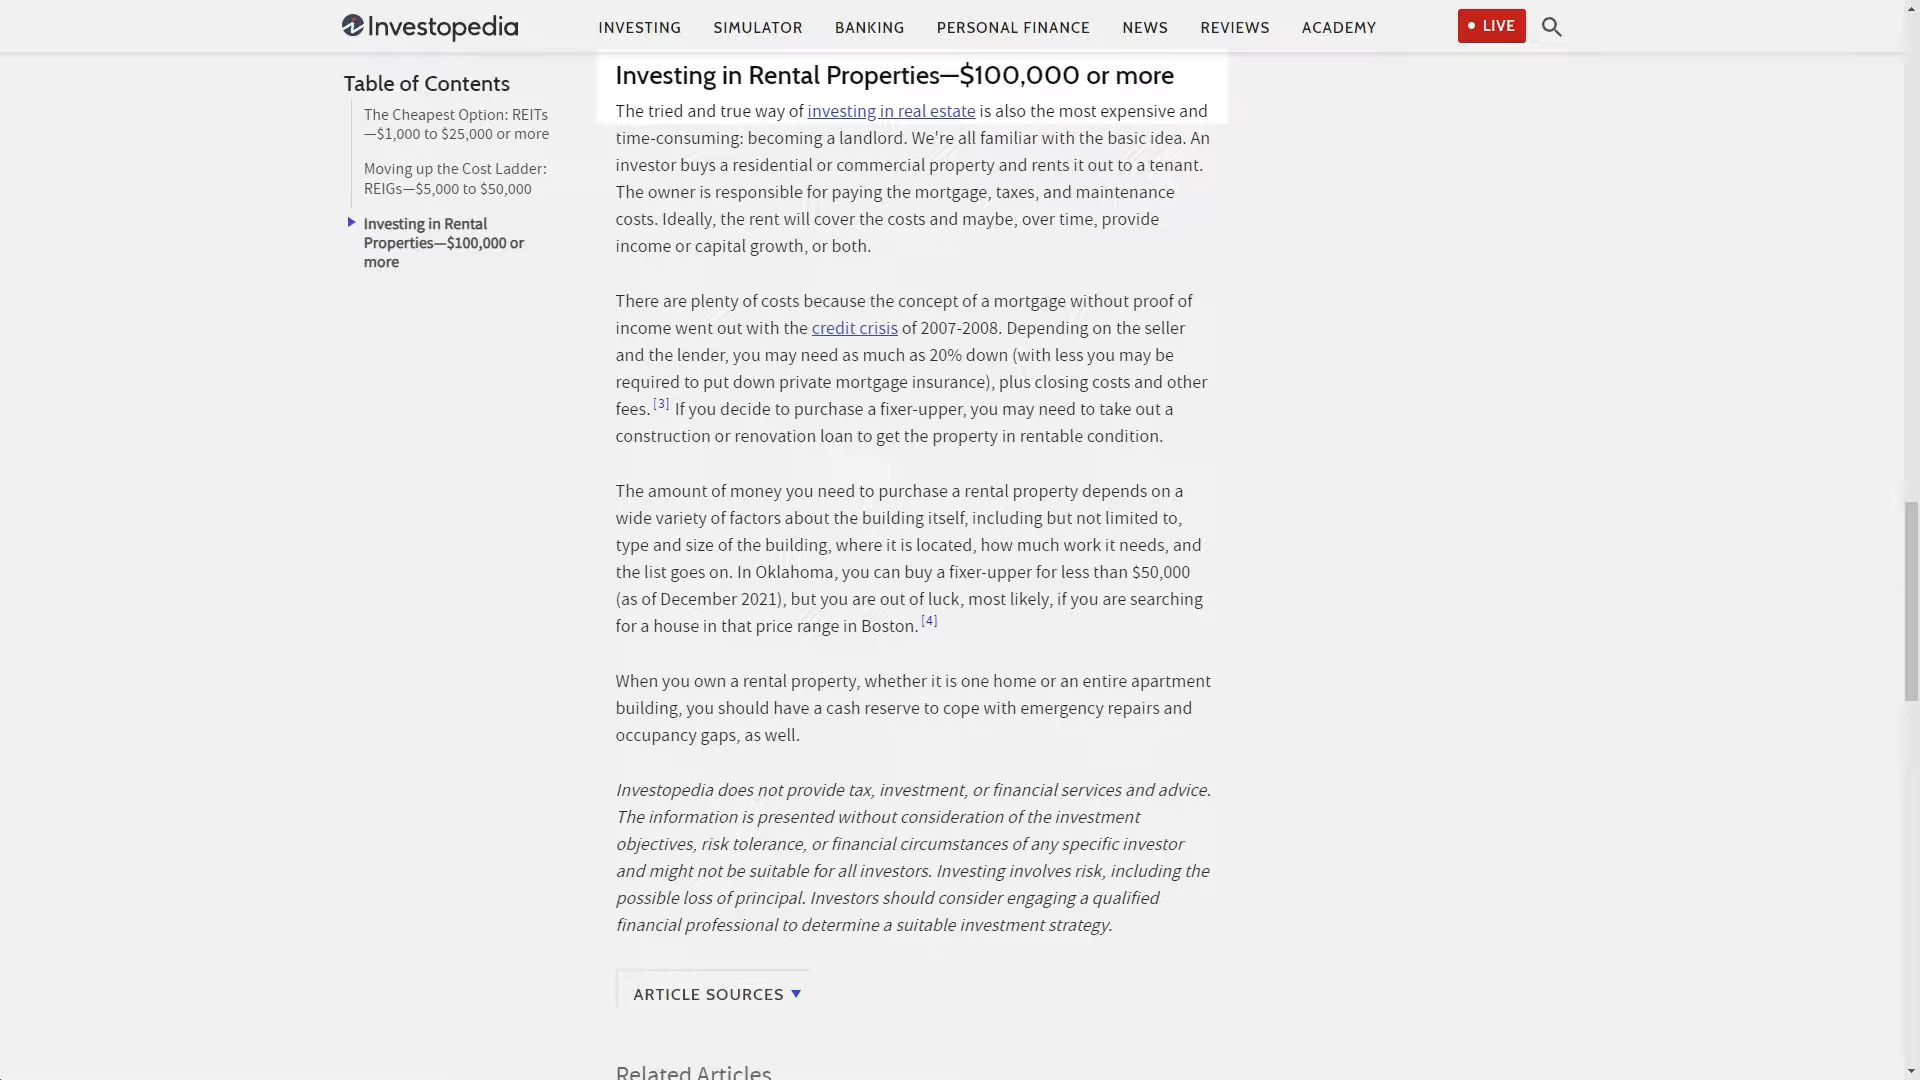 Investopedia
INVESTING SIMULATOR BANKING PERSONAL FINANCE NEWS REVIEWS ACADEMY
LIVE
Table of Contents
The Cheapest Option: REITs
—$1,000 to $25,000 or more
Moving up the Cost Ladder:
REIGs—$5,000 to $50,000
Investing in Rental
Properties—$100,000 or
more
Investing in Rental Properties—$100,000 or more
The tried and true way of investing in real estate is also the most expensive and
time-consuming: becoming a landlord. We're all familiar with the basic idea. An
investor buys a residential or commercial property and rents it out to a tenant.
The owner is responsible for paying the mortgage, taxes, and maintenance
costs. Ideally, the rent will cover the costs and maybe, over time, provide
income or capital growth, or both.
There are plenty of costs because the concept of a mortgage without proof of
income went out with the credit crisis of 2007-2008. Depending on the seller
and the lender, you may need as much as 20% down (with less you may be
required to put down private mortgage insurance), plus closing costs and other
fees. [3] If you decide to purchase a fixer-upper, you may need to take out a
construction or renovation loan to get the property in rentable condition.
The amount of money you need to purchase a rental property depends on a
wide variety of factors about the building itself, including but not limited to,
type and size of the building, where it is located, how much work it needs, and
the list goes on. In Oklahoma, you can buy a fixer-upper for less than $50,000
(as of December 2021), but you are out of luck, most likely, if you are searching
for a house in that price range in Boston. [4]
When you own a rental property, whether it is one home or an entire apartment
building, you should have a cash reserve to cope with emergency repairs and
occupancy gaps, as well.
Investopedia does not provide tax, investment, or financial services and advice.
The information is presented without consideration of the investment
objectives, risk tolerance, or financial circumstances of any specific investor
and might not be suitable for all investors. Investing involves risk, including the
possible loss of principal. Investors should consider engaging a qualified
financial professional to determine a suitable investment strategy.
ARTICLE SOURCES
Related Articles